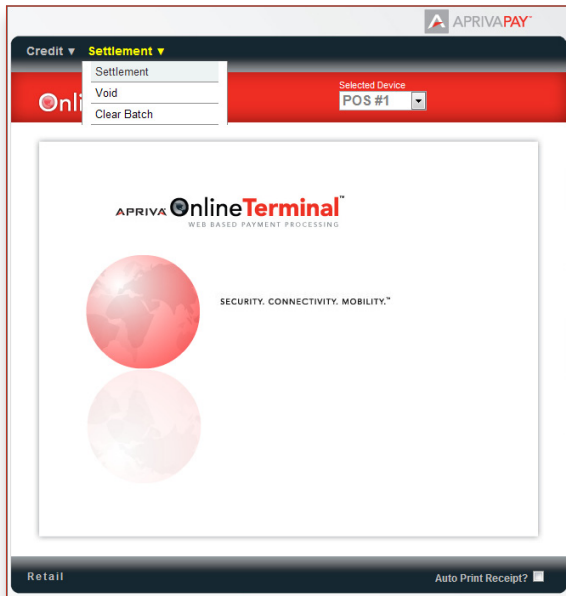 APRIVAPAY™
Credit ▼ Settlement ▼
Settlement
Void
Clear Batch
Onli
Selected Device
POS #1
APRIVA OnlineTerminal™
WEB BASED PAYMENT PROCESSING
SECURITY. CONNECTIVITY. MOBILITY.™
Retail
Auto Print Receipt?